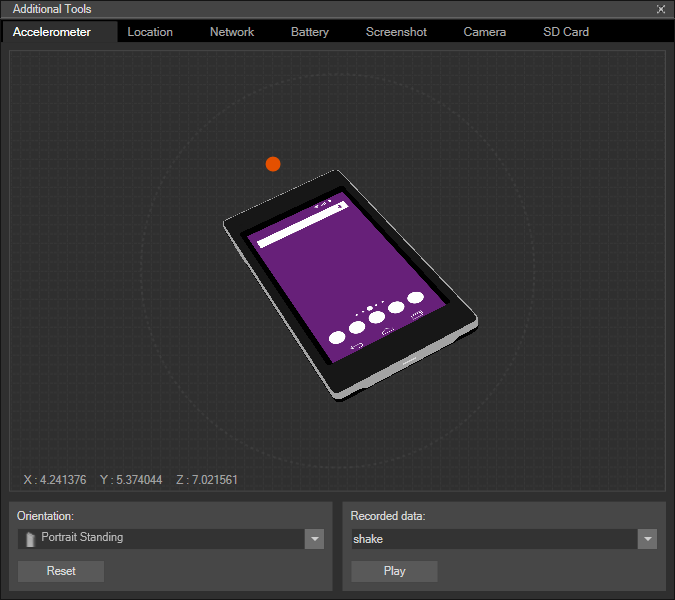 Additional Tools
Accelerometer Location Network Battery Screenshot Camera SD Card
X : 4.241376 Y : 5.374044 Z : 7.021561
Orientation: Recorded data:
Portrait Standing shake
Reset Play